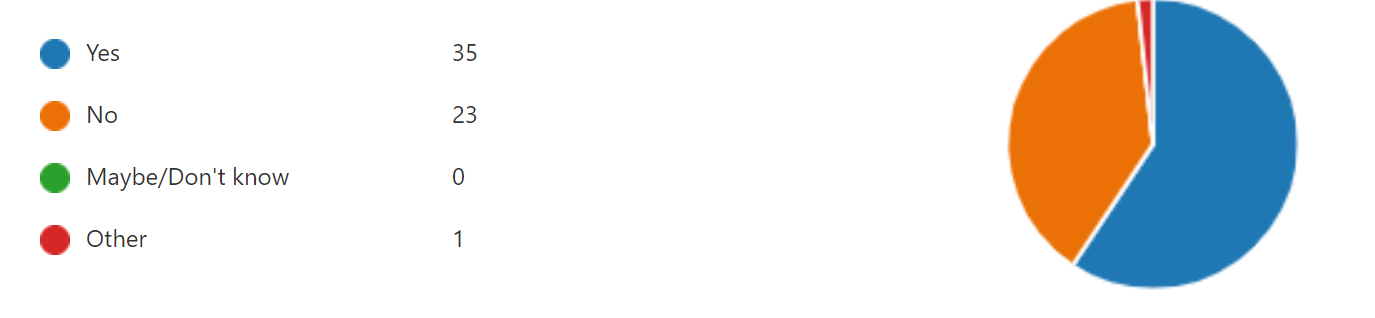 Yes 35
No 23
Maybe/Don't know 0
Other 1